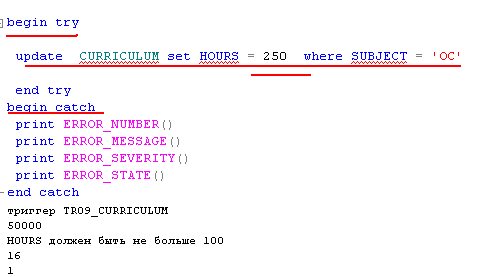 begin try
update CURRICULUM set HOURS = 250 where SUBJECT = 'ОС'
end try
begin catch
print ERROR_NUMBER()
print ERROR_MESSAGE()
print ERROR_SEVERITY()
print ERROR_STATE()
end catch
триггер TR09_CURRICULUM
50000
HOURS должен быть не больше 100
16
1